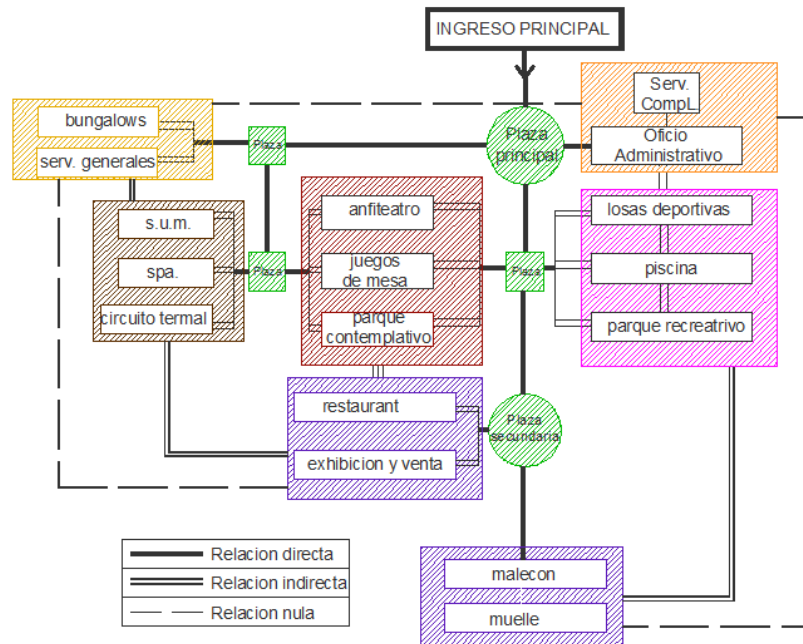 INGRESO PRINCIPAL
Serv.
CompL.
bungalows
Plaza
Plaza
principal
Oficio
Administrativo
serv. generales
s.u.m.
anfiteatro
losas deportivas
spa.
Plaza
juegos
de mesa
Plaza
piscina
circuito termal
parque
contemplativo
parque recreatrivo
restaurant
Plaza
secundaria
exhibicion y venta
Relacion directa
Relacion indirecta
Relacion nula
malecon
muelle